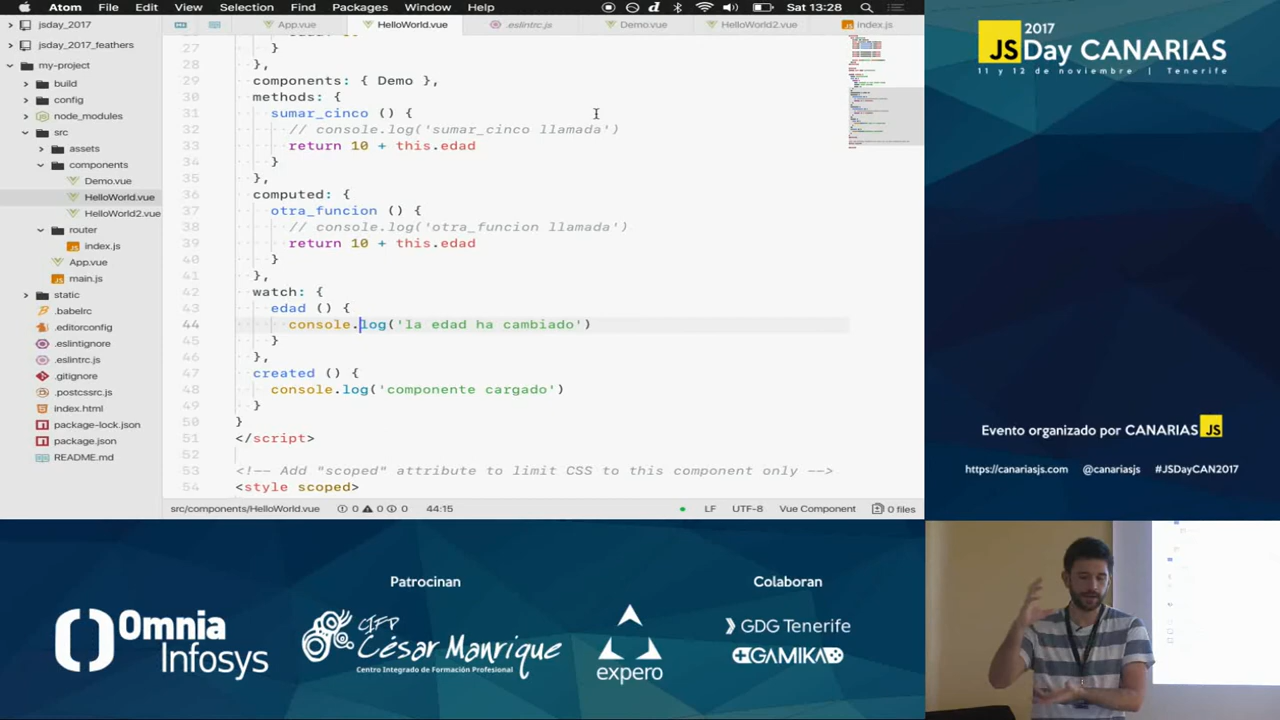 Atom File Edit View Selection Find Packages Window Help Sat 13:28
jsday_2017
jsday_2017_feathers
my-project
build
config
node_modules
src
assets
components
Demo.vue
HelloWorld.vue
HelloWorld2.vue
router
index.js
App.vue
main.js
static
.babelrc
.editorconfig
.eslintignore
.eslintrc.js
.gitignore
.postcssrc.js
index.html
package-lock.json
package.json
README.md
App.vue HelloWorld.vue .eslintrc.js Demo.vue HelloWorld2.vue index.js
27 }
28 },
29 components: { Demo },
30 methods: {
31 sumar_cinco () {
32 // console.log('sumar_cinco llamada')
33 return 10 + this.edad
34 }
35 },
36 computed: {
37 otra_funcion () {
38 // console.log('otra_funcion llamada')
39 return 10 + this.edad
40 }
41 },
42 watch: {
43 edad () {
44 console.log('la edad ha cambiado')
45 }
46 },
47 created () {
48 console.log('componente cargado')
49 }
50 }
51 </script>
52
53 <!-- Add "scoped" attribute to limit CSS to this component only -->
54 <style scoped>
src/components/HelloWorld.vue 0 0 0 44:15 LF UTF-8 Vue Component 0 files
2017
JSDay CANARIAS
11 y 12 de noviembre | Tenerife
Evento organizado por CANARIAS JS
https://canariasjs.com @canariasjs #JSDayCAN2017
Patrocinan
Omnia
Infosys
CIFP
César Manrique
Centro Integrado de Formación Profesional
expero
Colaboran
GDG Tenerife
GAMIKA